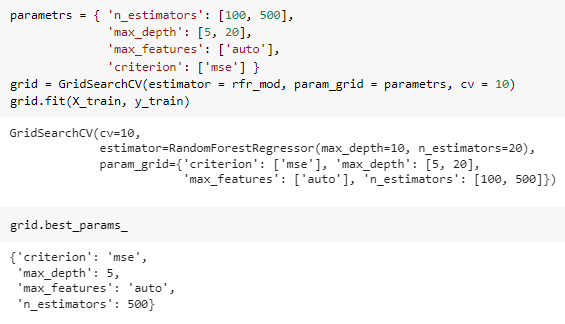 parametrs = { 'n_estimators': [100, 500],
'max_depth': [5, 20],
'max_features': ['auto'],
'criterion': ['mse'] }
grid = GridSearchCV(estimator = rfr_mod, param_grid = parametrs, cv = 10)
grid.fit(X_train, y_train)
GridSearchCV(cv=10,
estimator=RandomForestRegressor(max_depth=10, n_estimators=20),
param_grid={'criterion': ['mse'], 'max_depth': [5, 20],
'max_features': ['auto'], 'n_estimators': [100, 500]})
grid.best_params_
{'criterion': 'mse',
'max_depth': 5,
'max_features': 'auto',
'n_estimators': 500}